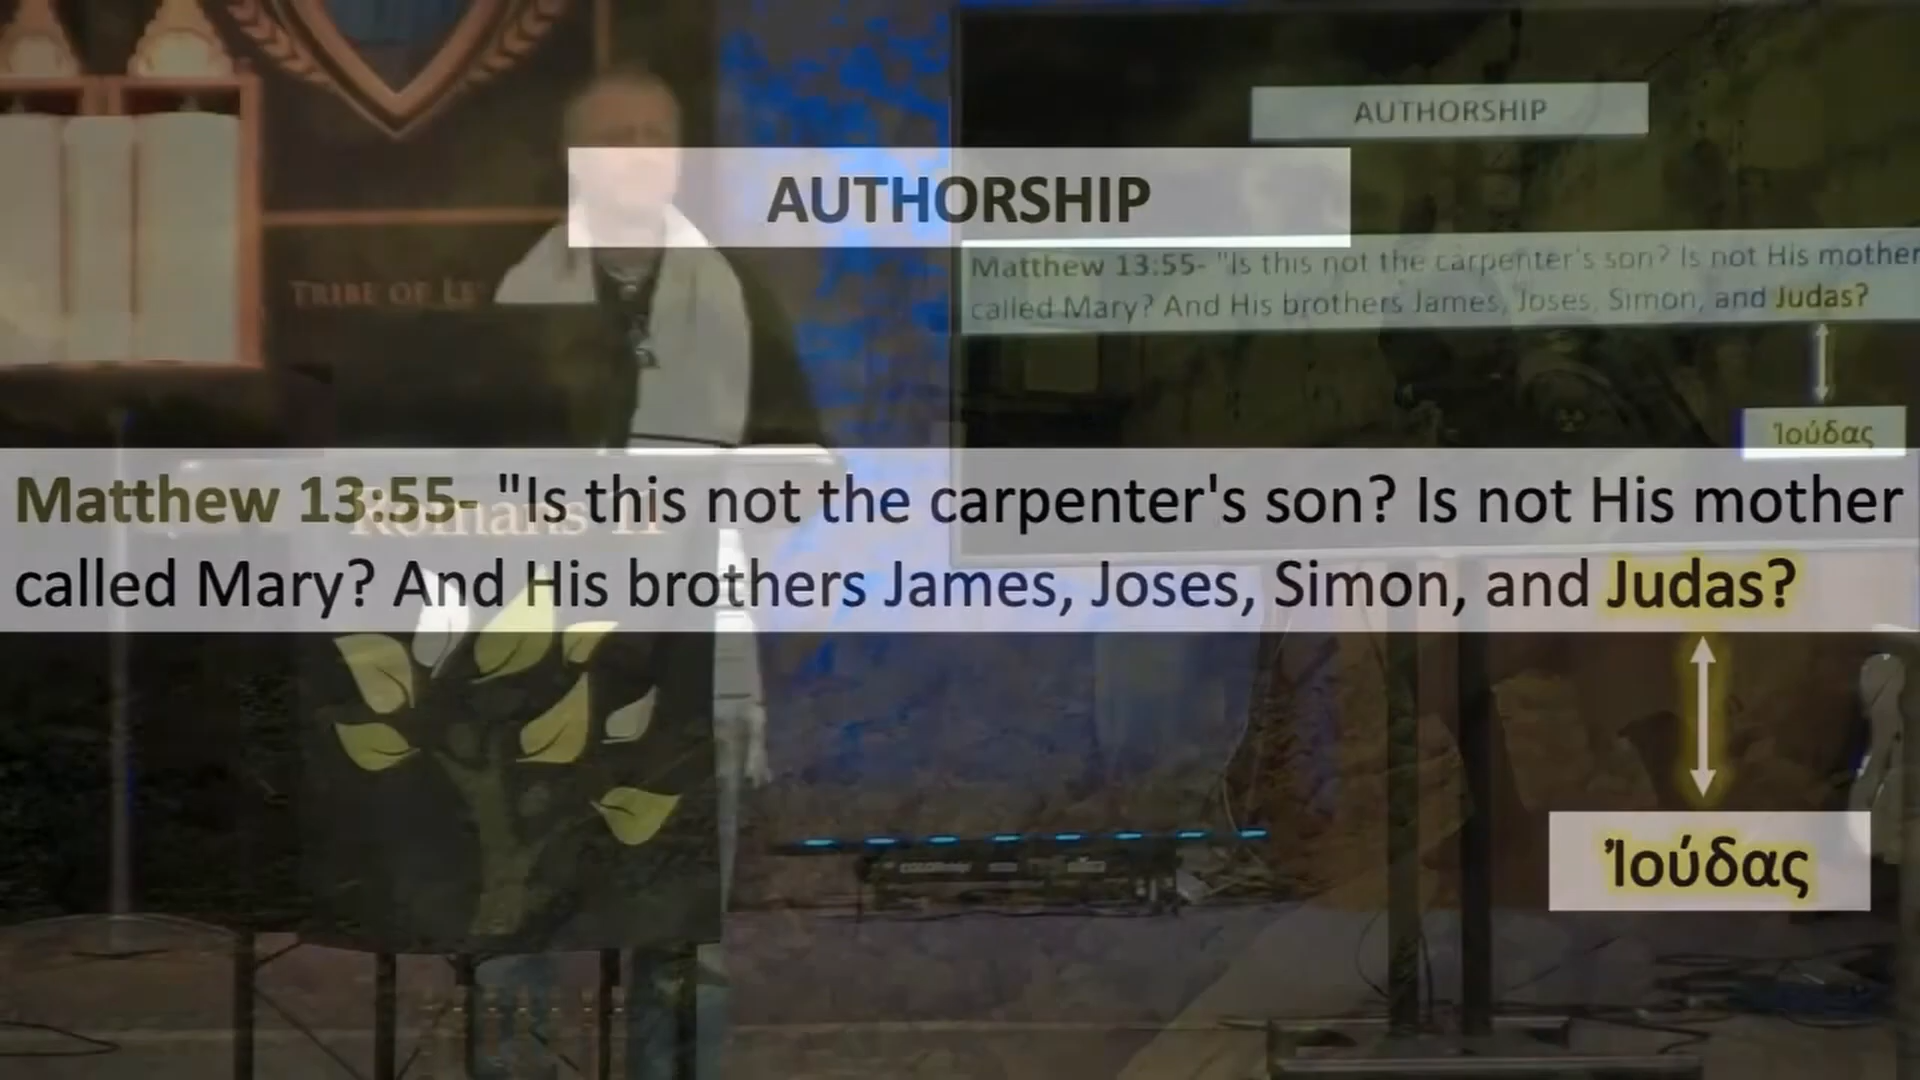 AUTHORSHIP
Matthew 13:55- "Is this not the carpenter's son? Is not His mother
called Mary? And His brothers James, Joses, Simon, and Judas?
Ἰούδας
AUTHORSHIP
Matthew 13:55- "Is this not the carpenter's son? Is not His mother
called Mary? And His brothers James, Joses, Simon, and Judas?
Ἰούδας
TRIBE OF LE
Romans 11